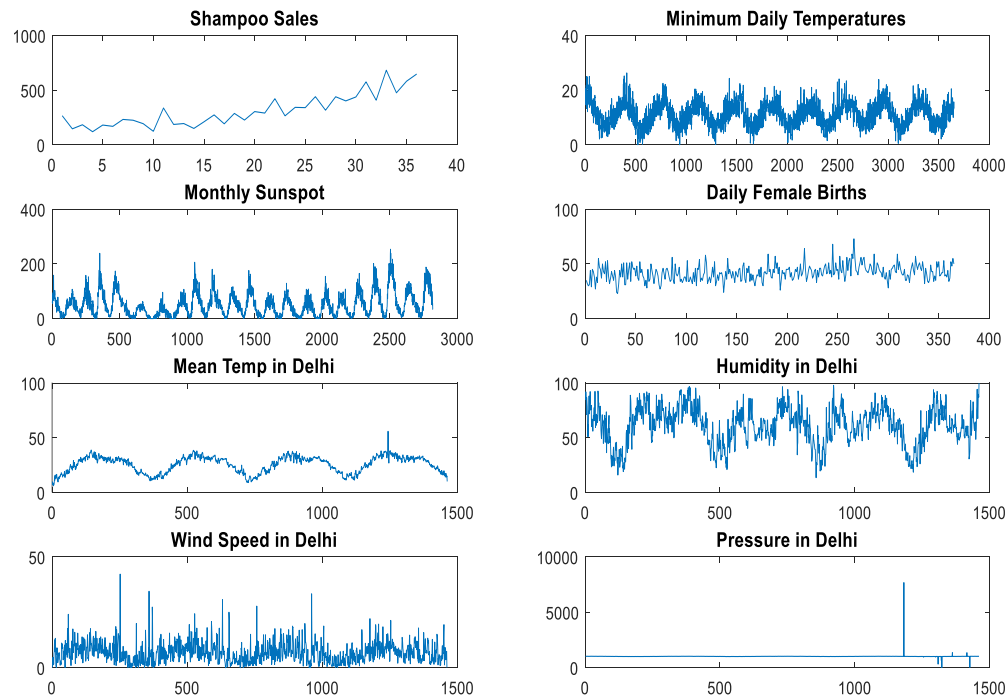 Shampoo Sales
1000
500
0
0 5 10 15 20 25 30 35 40
Minimum Daily Temperatures
40
20
0
0 500 1000 1500 2000 2500 3000 3500 4000
Monthly Sunspot
400
200
0
0 500 1000 1500 2000 2500 3000
Daily Female Births
100
50
0
0 50 100 150 200 250 300 350 400
Mean Temp in Delhi
100
50
0
0 500 1000 1500
Humidity in Delhi
100
50
0
0 500 1000 1500
Wind Speed in Delhi
50
0
0 500 1000 1500
Pressure in Delhi
10000
5000
0
0 500 1000 1500